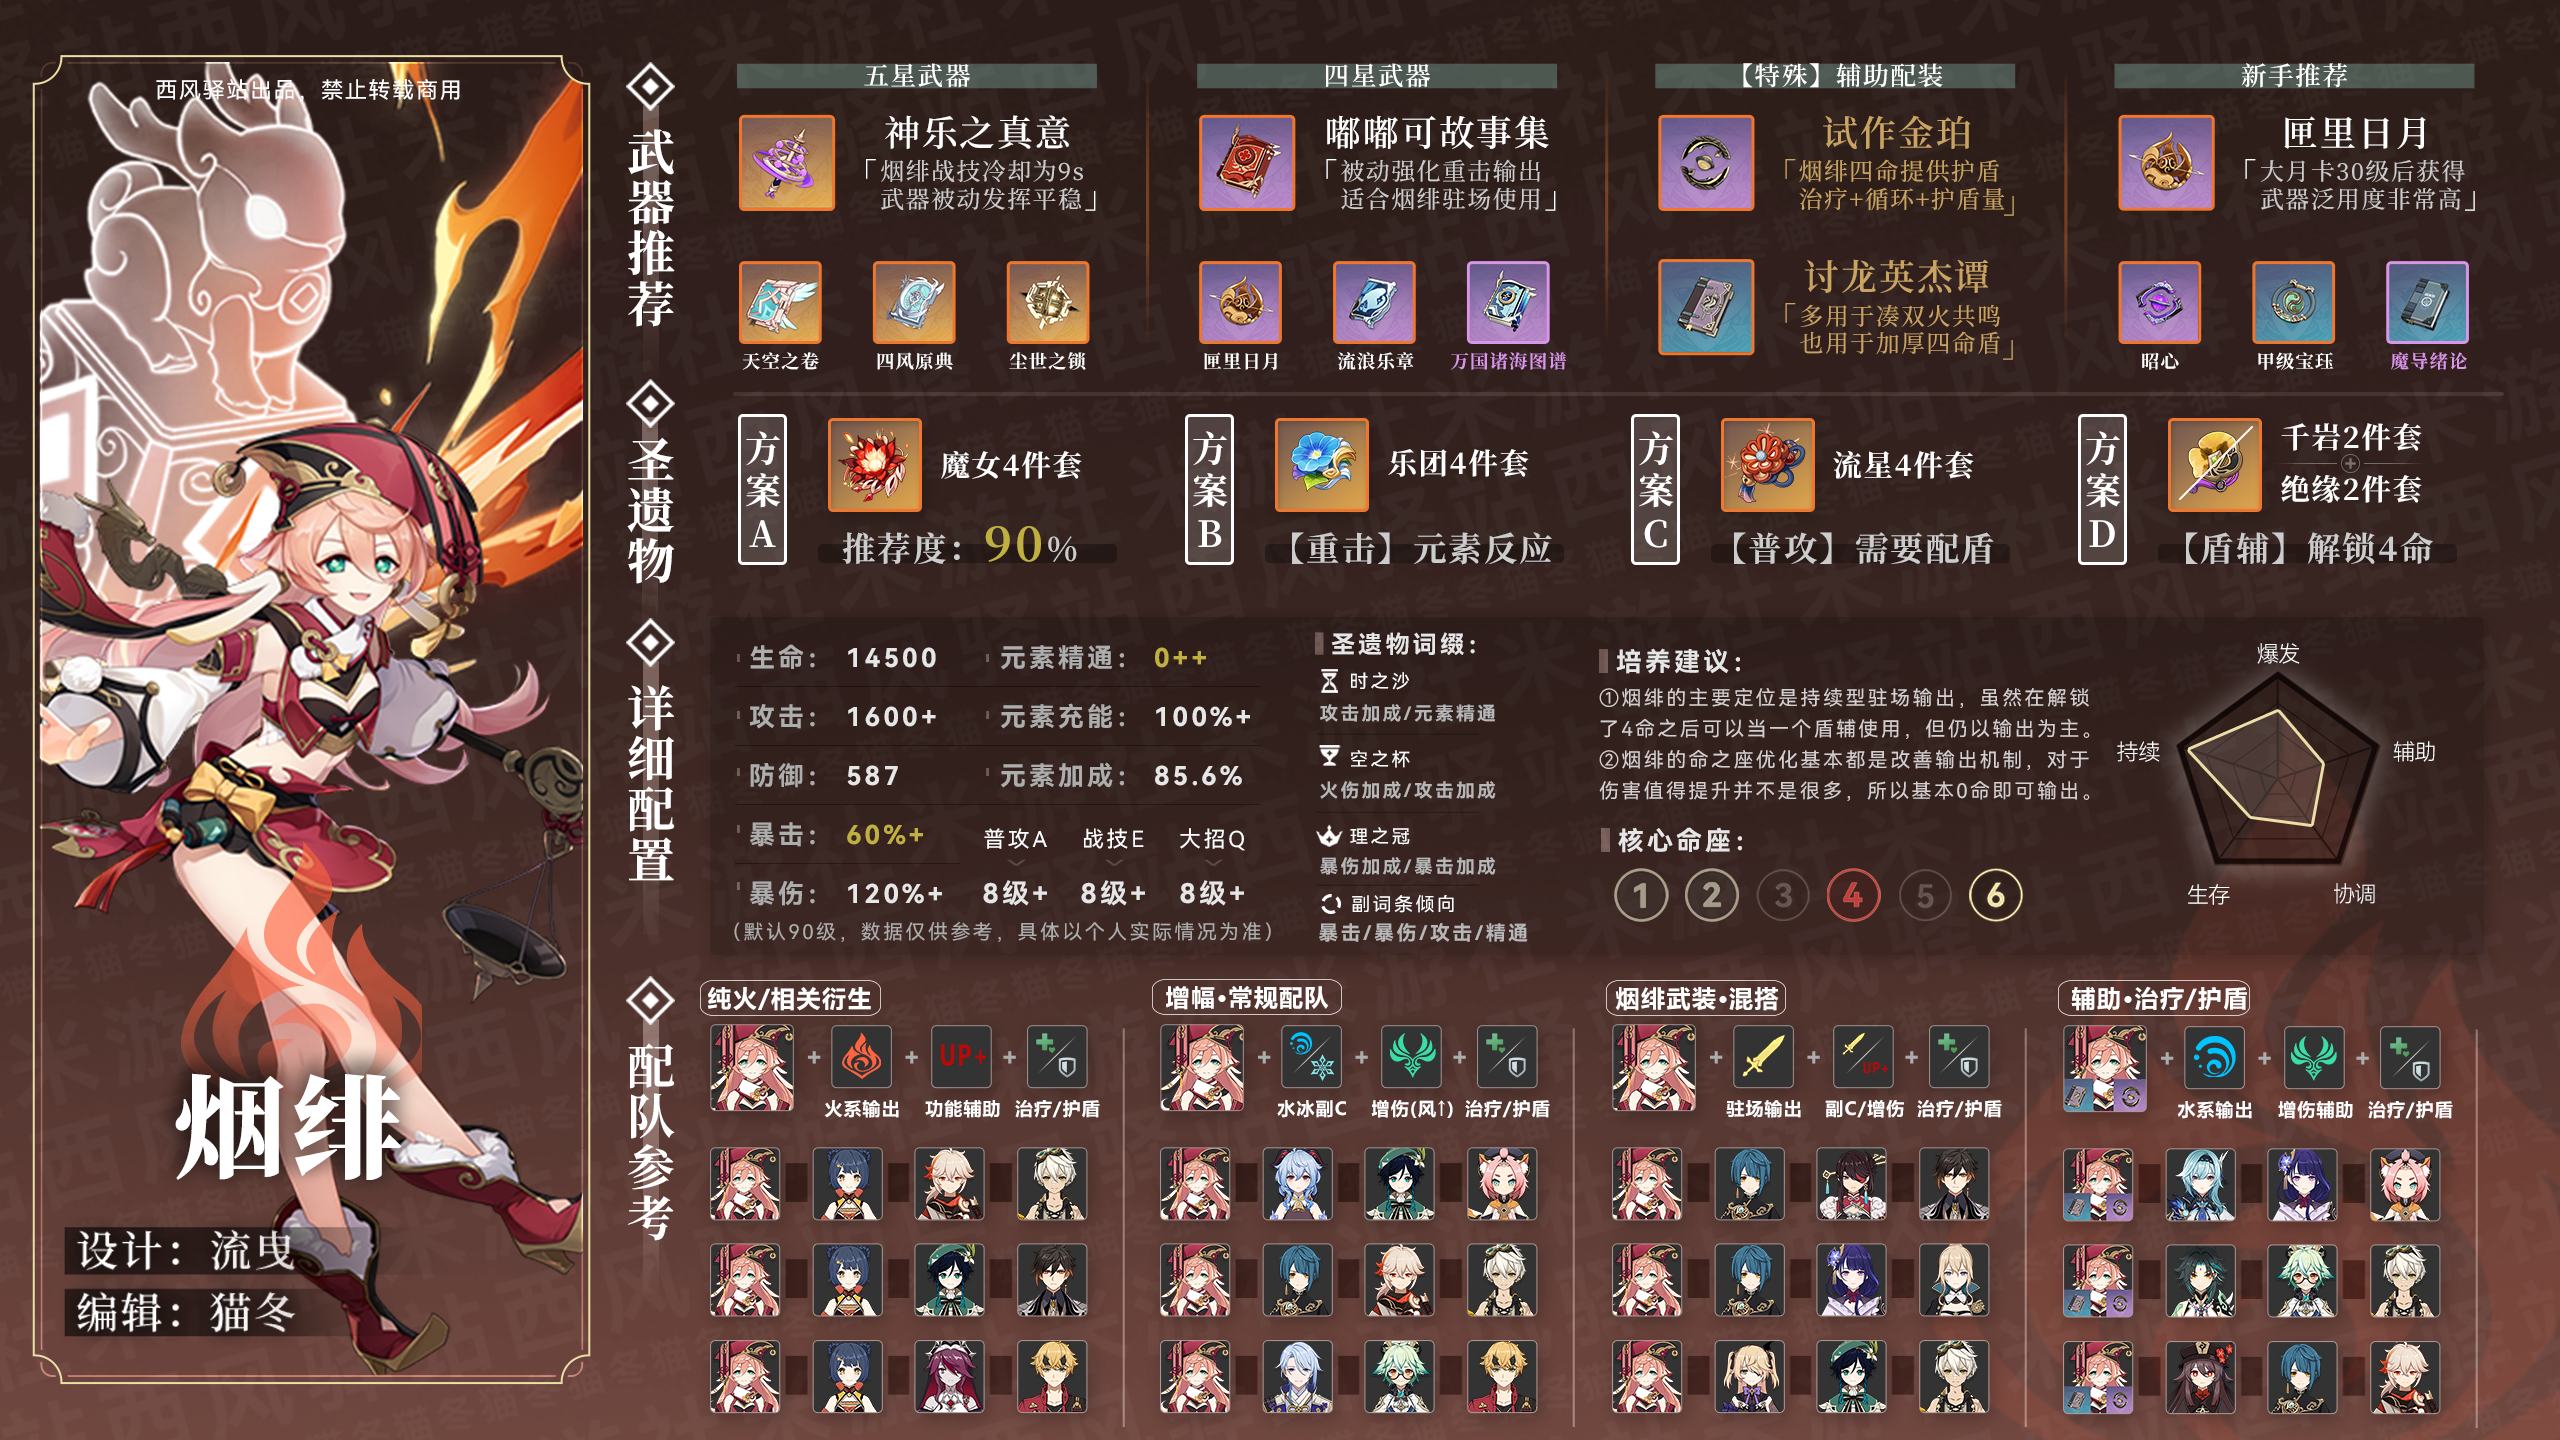 西风驿站出品，禁止转载商用
烟绯
设计：流曳
编辑：猫冬
武器推荐
五星武器
神乐之真意
「烟绯战技冷却为9s
武器被动发挥平稳」
天空之卷
四风原典
尘世之锁
四星武器
嘟嘟可故事集
「被动强化重击输出
适合烟绯驻场使用」
匣里日月
流浪乐章
万国诸海图谱
【特殊】辅助配装
试作金珀
「烟绯四命提供护盾
治疗+循环+护盾量」
讨龙英杰谭
「多用于凑双火共鸣
也用于加厚四命盾」
新手推荐
匣里日月
「大月卡30级后获得
武器泛用度非常高」
昭心
甲级宝珏
魔导绪论
圣遗物
方案A
魔女4件套
推荐度：90%
方案B
乐团4件套
【重击】元素反应
方案C
流星4件套
【普攻】需要配盾
方案D
千岩2件套
绝缘2件套
【盾辅】解锁4命
详细配置
生命：14500
元素精通：0++
攻击：1600+
元素充能：100%+
防御：587
元素加成：85.6%
暴击：60%+
普攻A 战技E 大招Q
暴伤：120%+
8级+ 8级+ 8级+
(默认90级，数据仅供参考，具体以个人实际情况为准)
圣遗物词缀：
时之沙
攻击加成/元素精通
空之杯
火伤加成/攻击加成
理之冠
暴伤加成/暴击加成
副词条倾向
暴击/暴伤/攻击/精通
培养建议：
①烟绯的主要定位是持续型驻场输出，虽然在解锁
了4命之后可以当一个盾辅使用，但仍以输出为主。
②烟绯的命之座优化基本都是改善输出机制，对于
伤害值得提升并不是很多，所以基本0命即可输出。
核心命座：
1 2 3 4 5 6
爆发
持续
辅助
生存
协调
配队参考
纯火/相关衍生
UP+
火系输出 功能辅助 治疗/护盾
增幅•常规配队
水冰副C 增伤(风↑) 治疗/护盾
烟绯武装•混搭
UP+
驻场输出 副C/增伤 治疗/护盾
辅助•治疗/护盾
水系输出 增伤辅助 治疗/护盾